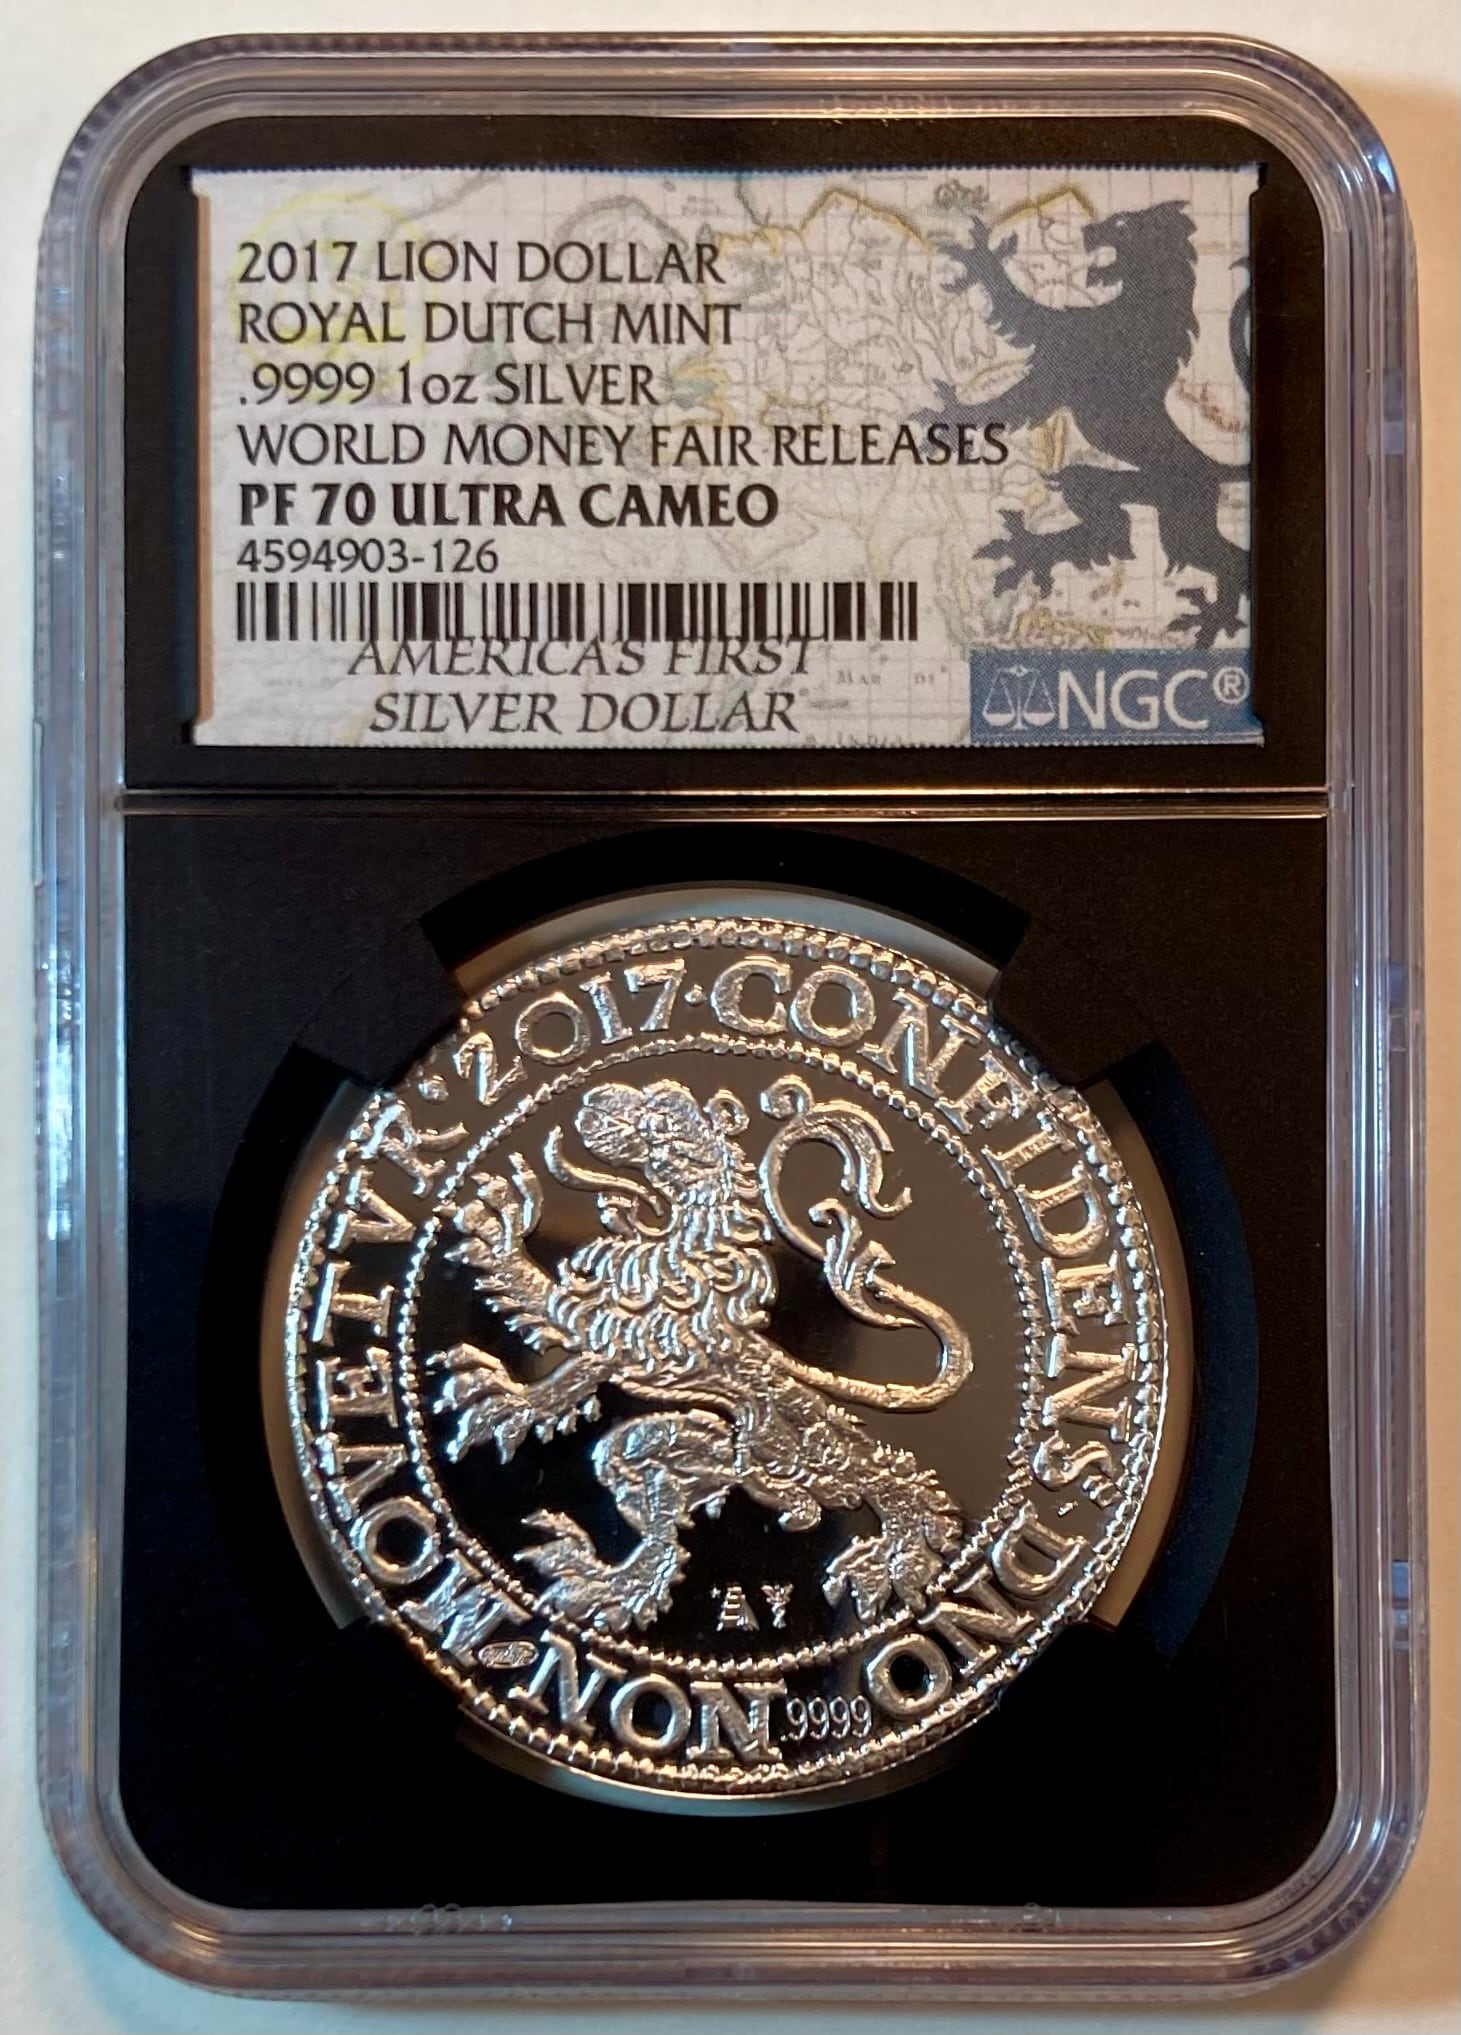 2017 LION DOLLAR
ROYAL DUTCH MINT
.9999 1oz SILVER
WORLD MONEY FAIR RELEASES
PF 70 ULTRA CAMEO
4594903-126
AMERICA'S FIRST
SILVER DOLLAR
NGC®
CONFIDENS·DNO
NON
MOVETVR·2017·
.9999